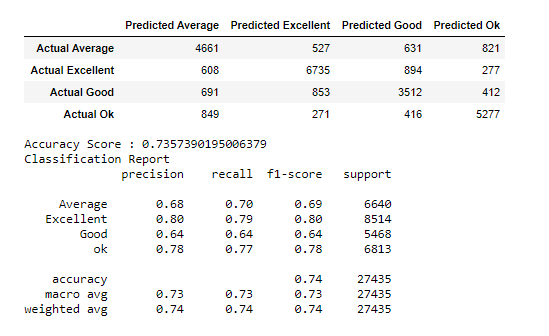 Predicted Average Predicted Excellent Predicted Good Predicted Ok
Actual Average 4661 527 631 821
Actual Excellent 608 6735 894 277
Actual Good 691 853 3512 412
Actual Ok 849 271 416 5277
Accuracy Score : 0.7357390195006379
Classification Report
precision recall f1-score support
Average 0.68 0.70 0.69 6640
Excellent 0.80 0.79 0.80 8514
Good 0.64 0.64 0.64 5468
ok 0.78 0.77 0.78 6813
accuracy 0.74 27435
macro avg 0.73 0.73 0.73 27435
weighted avg 0.74 0.74 0.74 27435